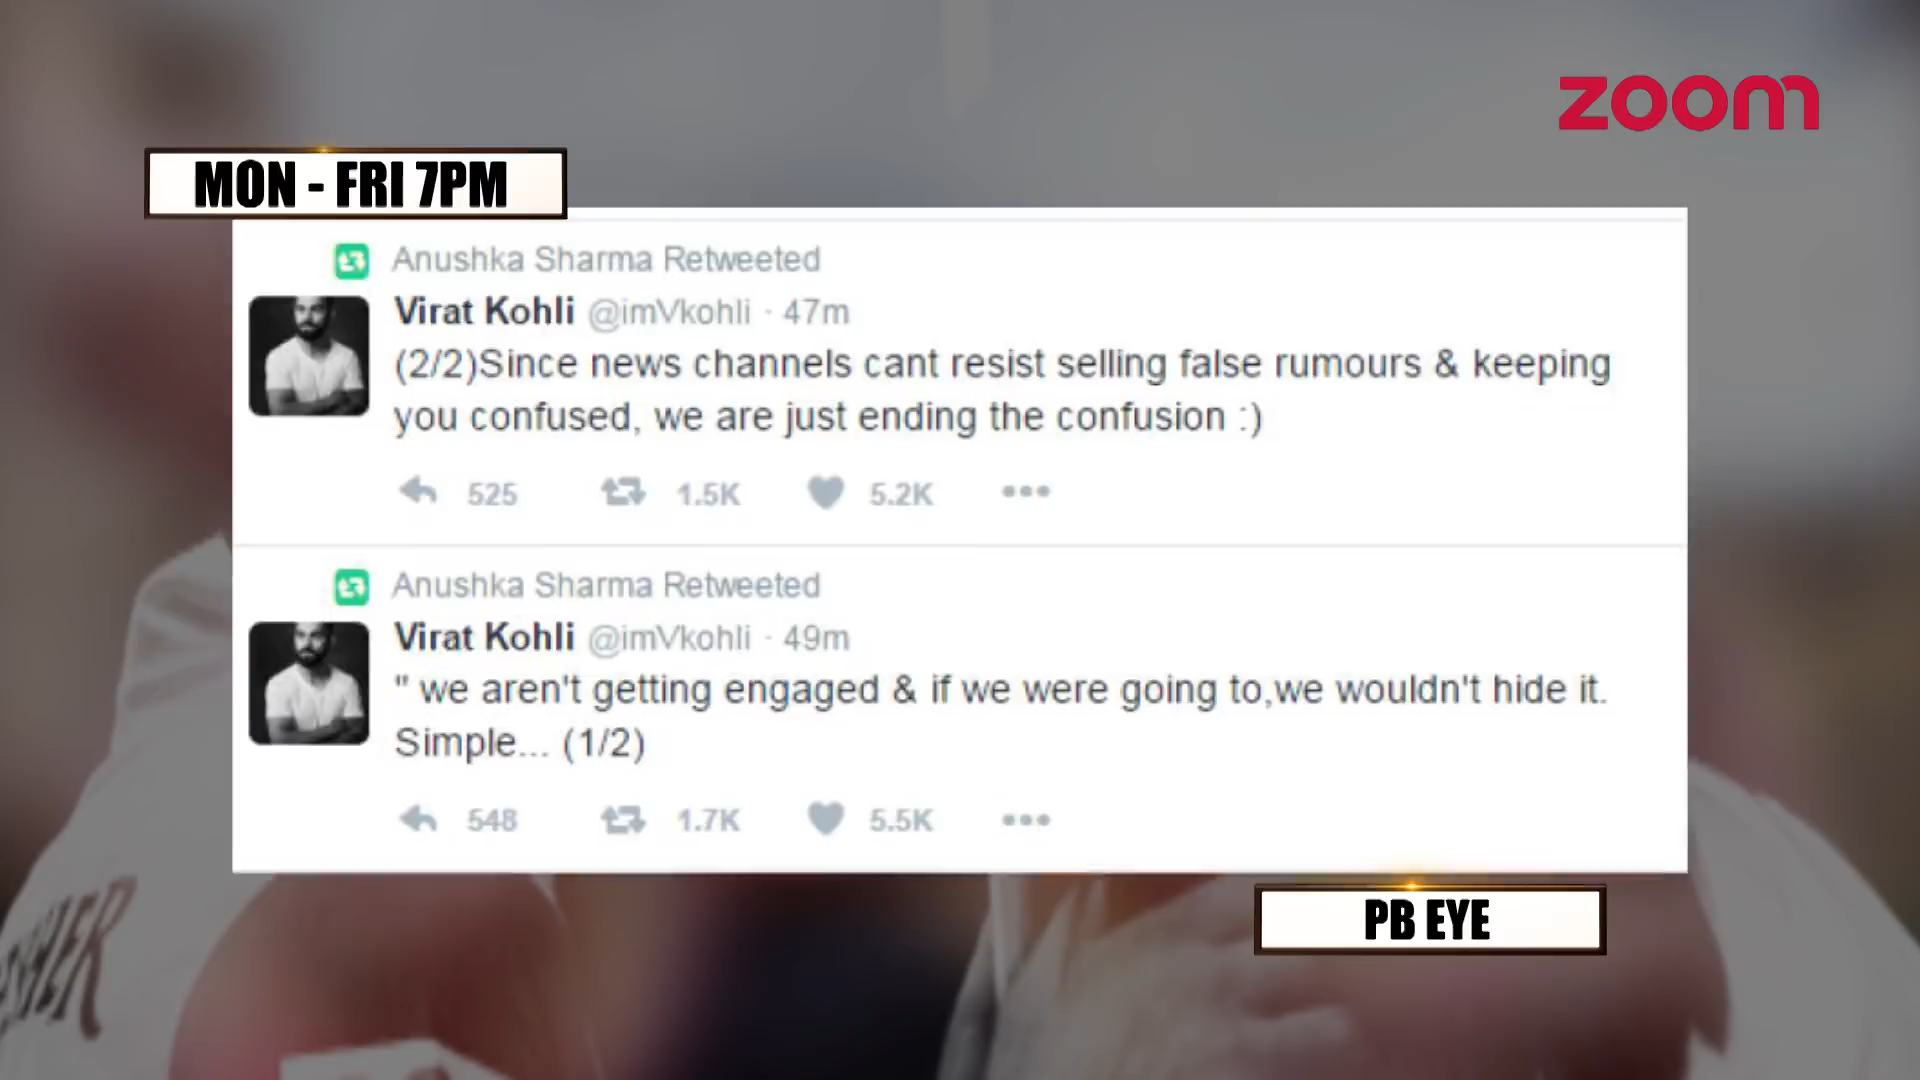 zoom
MON - FRI 7PM
Anushka Sharma Retweeted
Virat Kohli @imVkohli · 47m
(2/2)Since news channels cant resist selling false rumours & keeping
you confused, we are just ending the confusion :)
525 1.5K 5.2K •••
Anushka Sharma Retweeted
Virat Kohli @imVkohli · 49m
" we aren't getting engaged & if we were going to,we wouldn't hide it.
Simple... (1/2)
548 1.7K 5.5K •••
PB EYE